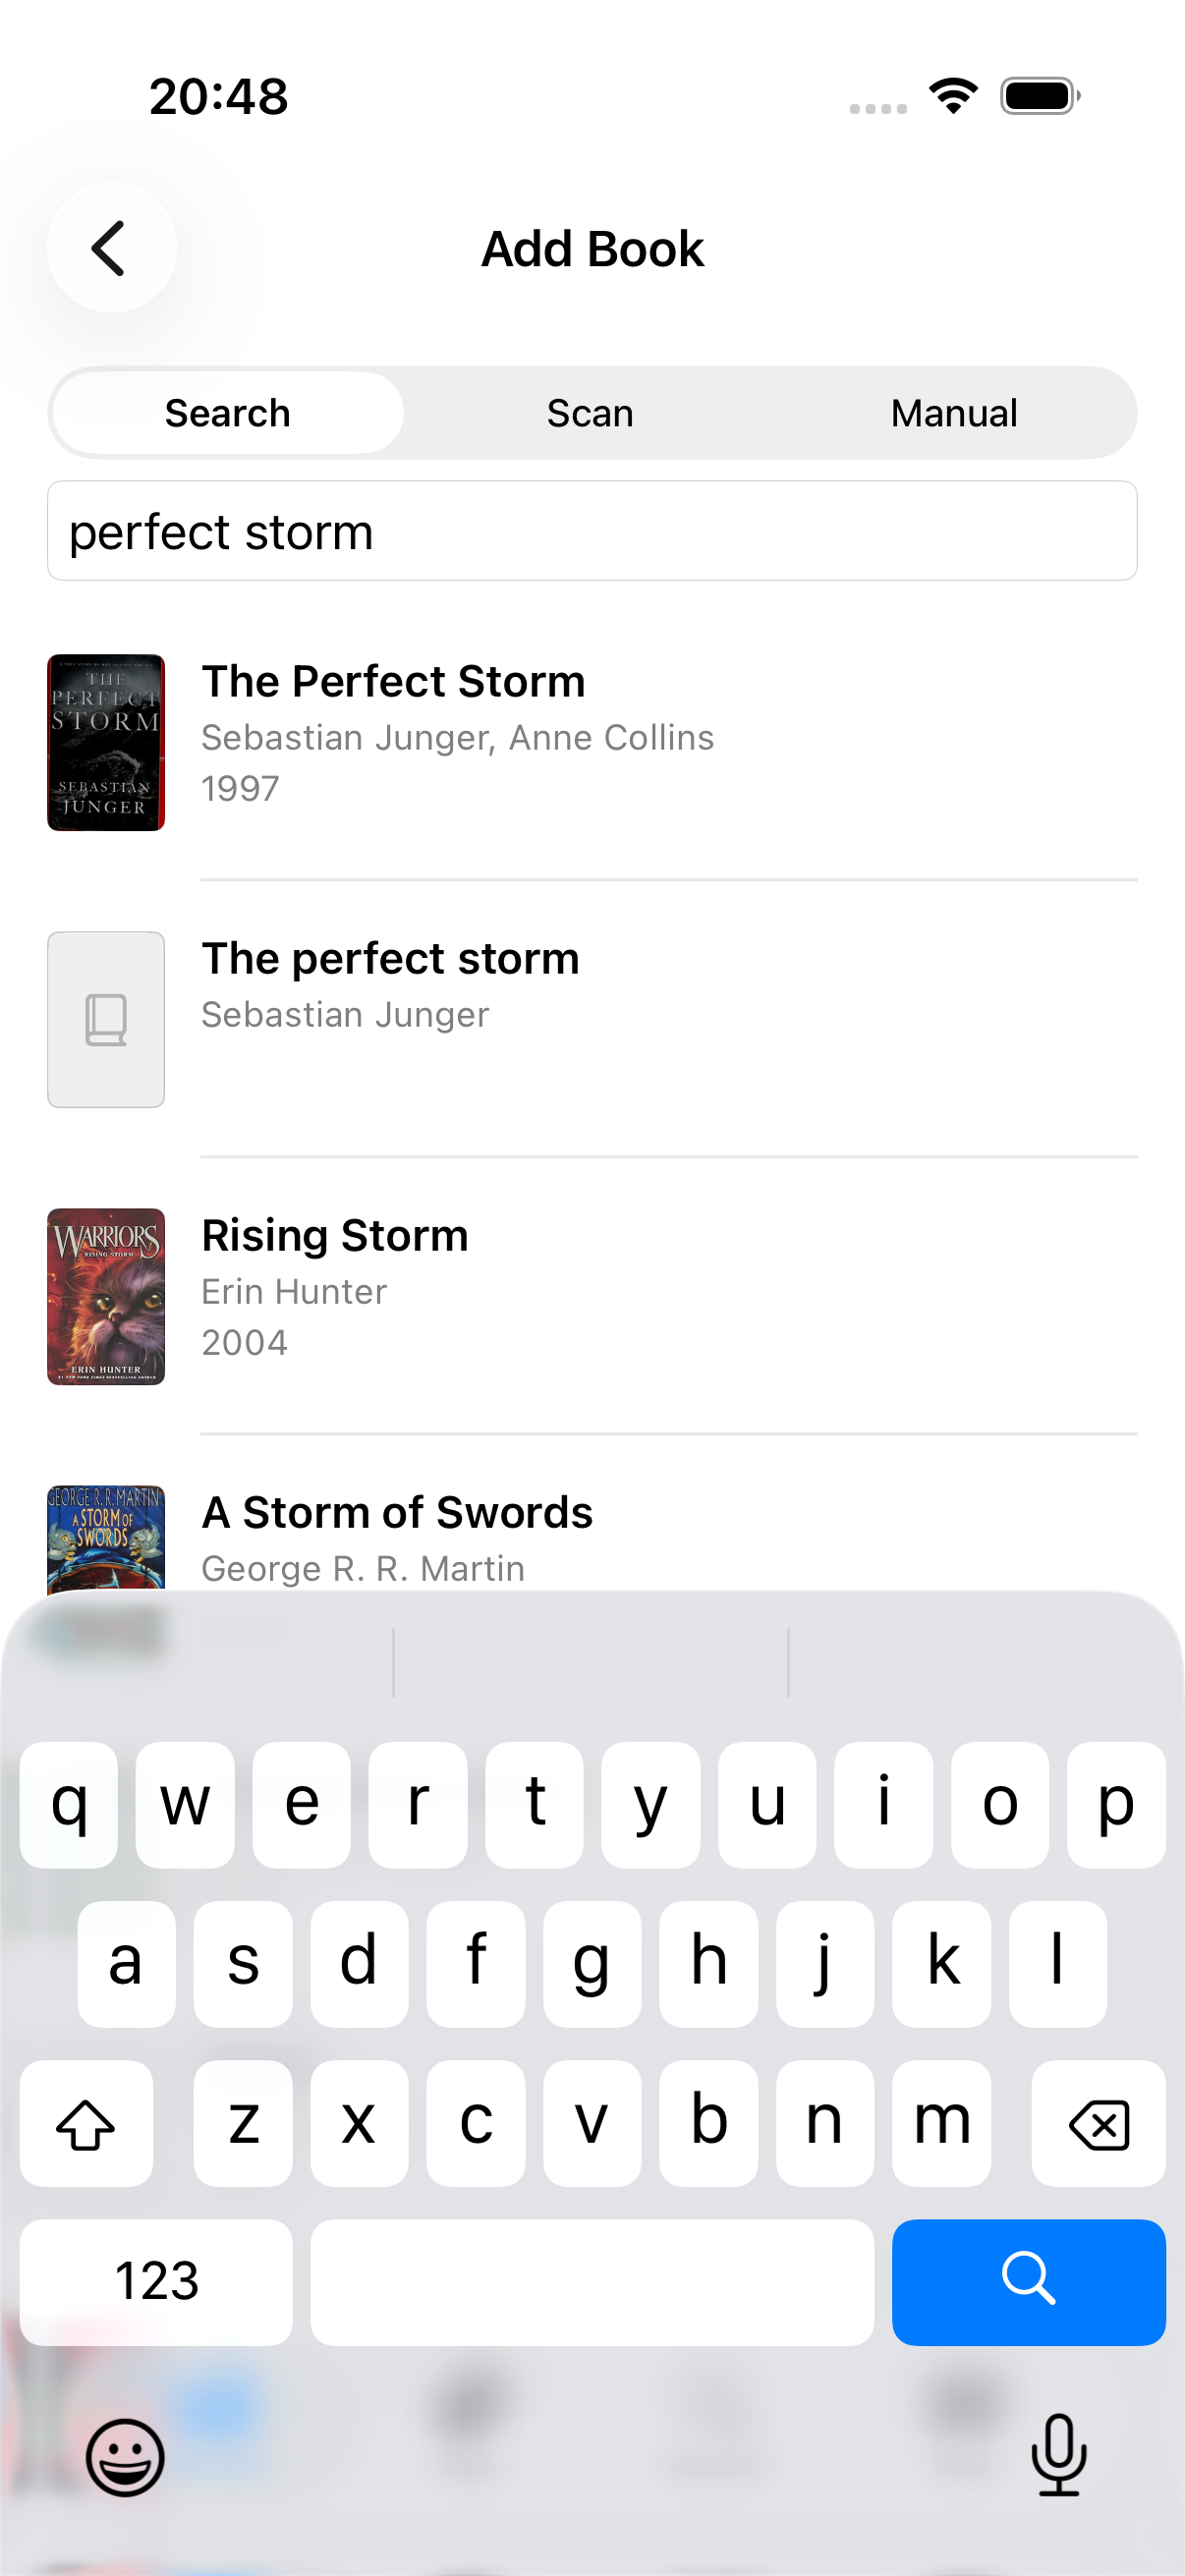 20:48
Add Book
Search
Scan
Manual
perfect storm
THE
PERFECT
STORM
SEBASTIAN
JUNGER
The Perfect Storm
Sebastian Junger, Anne Collins
1997
The perfect storm
Sebastian Junger
WARRIORS
RISING STORM
ERIN HUNTER
Rising Storm
Erin Hunter
2004
GEORGE R. R. MARTIN
A STORM OF
SWORDS
A Storm of Swords
George R. R. Martin
q w e r t y u i o p
a s d f g h j k l
z x c v b n m
123